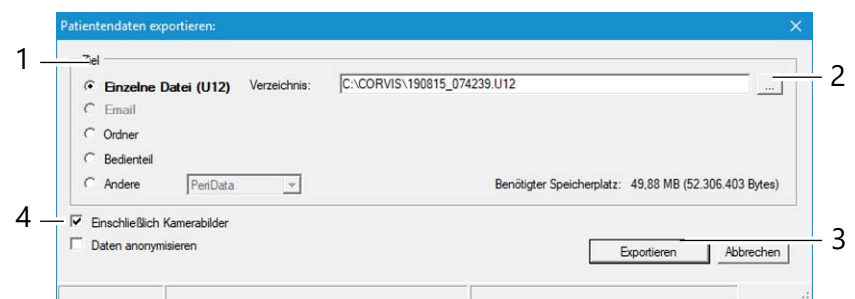 Patientendaten exportieren:
1
Ziel
Einzelne Datei (U12) Verzeichnis: C:\CORVIS\190815_074239.U12 ... 2
Email
Ordner
Bedienteil
Andere PeriData Benötigter Speicherplatz: 49,88 MB (52.306.403 Bytes)
4 Einschließlich Kamerabilder
Daten anonymisieren Exportieren Abbrechen 3